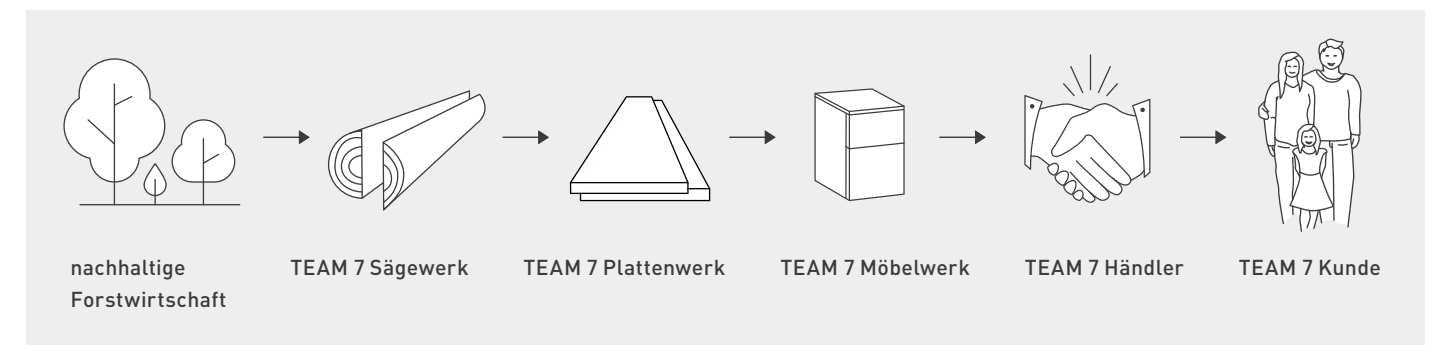 nachhaltige
Forstwirtschaft
TEAM 7 Sägewerk
TEAM 7 Plattenwerk
TEAM 7 Möbelwerk
TEAM 7 Händler
TEAM 7 Kunde